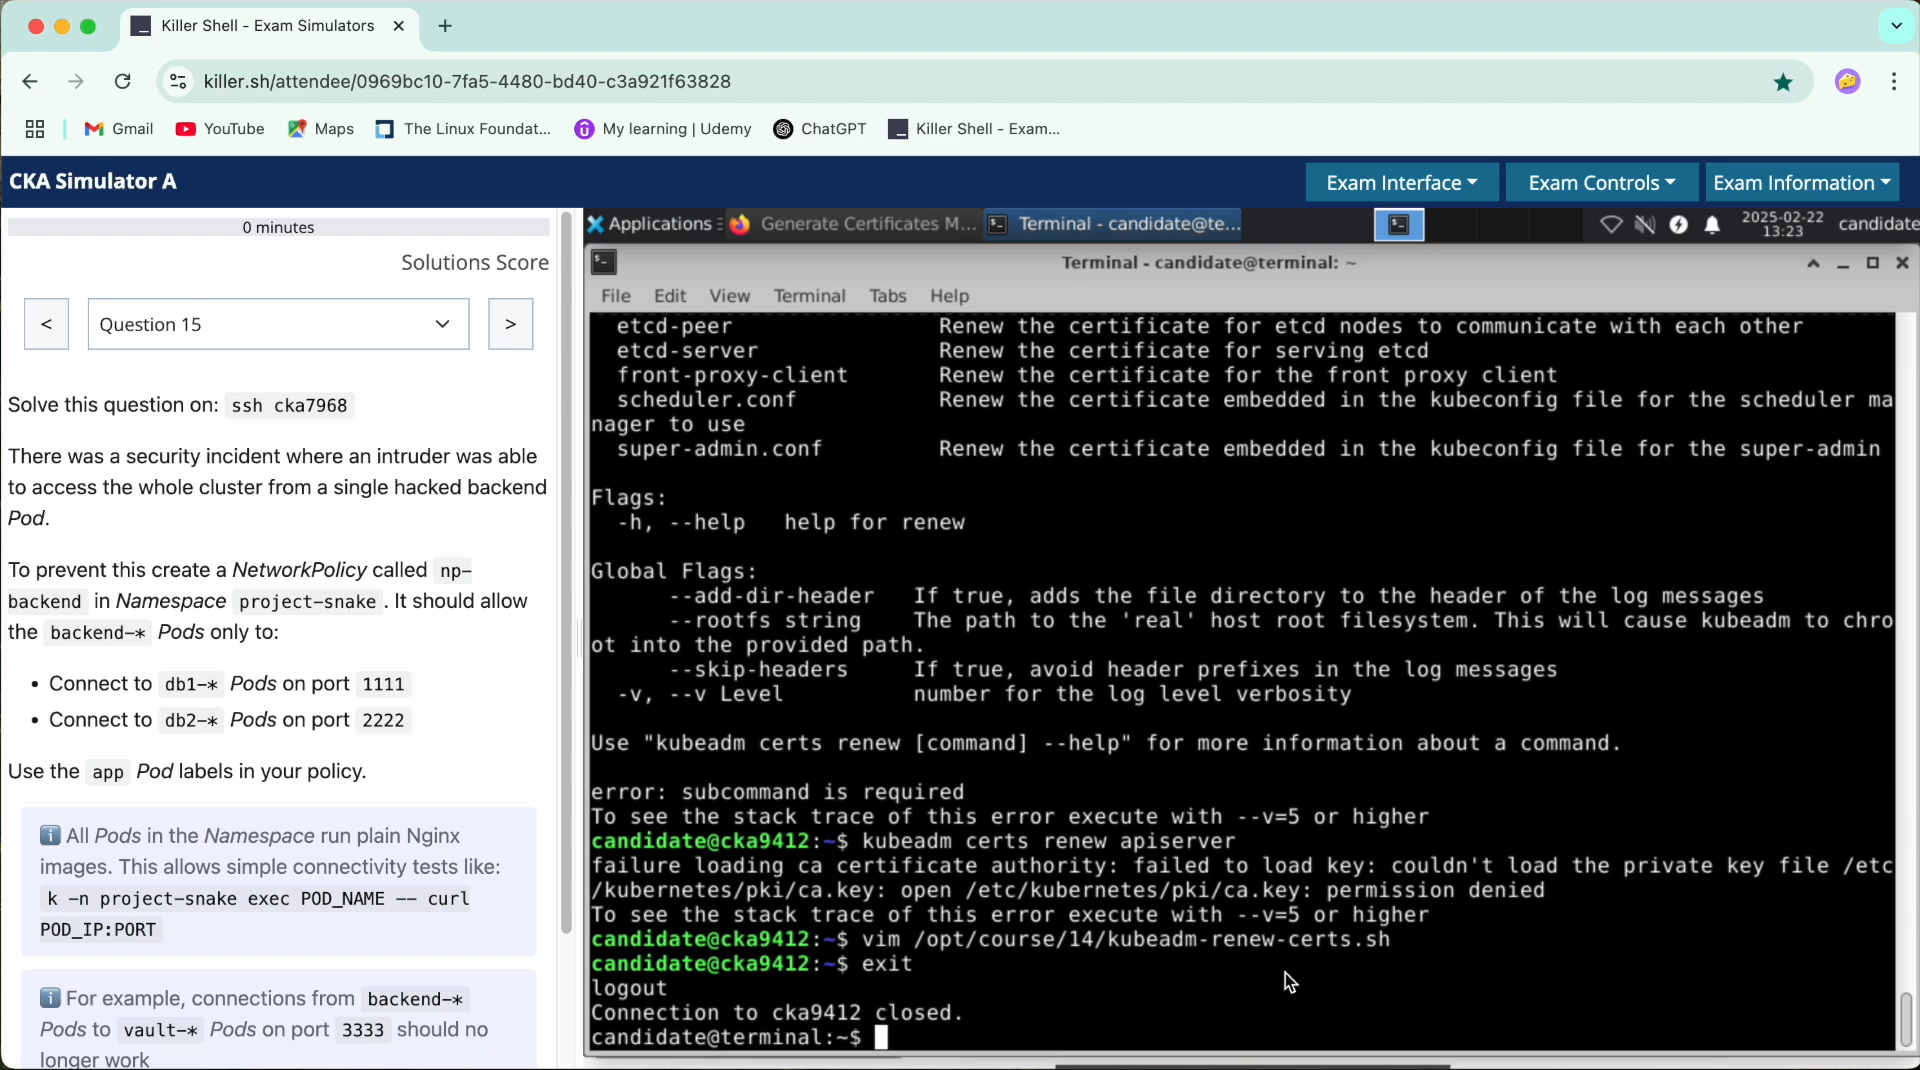 Killer Shell - Exam Simulators
killer.sh/attendee/0969bc10-7fa5-4480-bd40-c3a921f63828
Gmail YouTube Maps The Linux Foundat... My learning | Udemy ChatGPT Killer Shell - Exam...
CKA Simulator A
Exam Interface Exam Controls Exam Information
0 minutes
Solutions Score
< Question 15 >
Solve this question on: ssh cka7968
There was a security incident where an intruder was able
to access the whole cluster from a single hacked backend
Pod.
To prevent this create a NetworkPolicy called np-
backend in Namespace project-snake. It should allow
the backend-* Pods only to:
• Connect to db1-* Pods on port 1111
• Connect to db2-* Pods on port 2222
Use the app Pod labels in your policy.
All Pods in the Namespace run plain Nginx
images. This allows simple connectivity tests like:
k -n project-snake exec POD_NAME -- curl
POD_IP:PORT
For example, connections from backend-*
Pods to vault-* Pods on port 3333 should no
longer work
Applications Generate Certificates M... Terminal - candidate@te... 2025-02-22 candidate
13:23
Terminal - candidate@terminal: ~
File Edit View Terminal Tabs Help
etcd-peer Renew the certificate for etcd nodes to communicate with each other
etcd-server Renew the certificate for serving etcd
front-proxy-client Renew the certificate for the front proxy client
scheduler.conf Renew the certificate embedded in the kubeconfig file for the scheduler ma
nager to use
super-admin.conf Renew the certificate embedded in the kubeconfig file for the super-admin
Flags:
-h, --help help for renew
Global Flags:
--add-dir-header If true, adds the file directory to the header of the log messages
--rootfs string The path to the 'real' host root filesystem. This will cause kubeadm to chro
ot into the provided path.
--skip-headers If true, avoid header prefixes in the log messages
-v, --v Level number for the log level verbosity
Use "kubeadm certs renew [command] --help" for more information about a command.
error: subcommand is required
To see the stack trace of this error execute with --v=5 or higher
candidate@cka9412:~$ kubeadm certs renew apiserver
failure loading ca certificate authority: failed to load key: couldn't load the private key file /etc
/kubernetes/pki/ca.key: open /etc/kubernetes/pki/ca.key: permission denied
To see the stack trace of this error execute with --v=5 or higher
candidate@cka9412:~$ vim /opt/course/14/kubeadm-renew-certs.sh
candidate@cka9412:~$ exit
logout
Connection to cka9412 closed.
candidate@terminal:~$